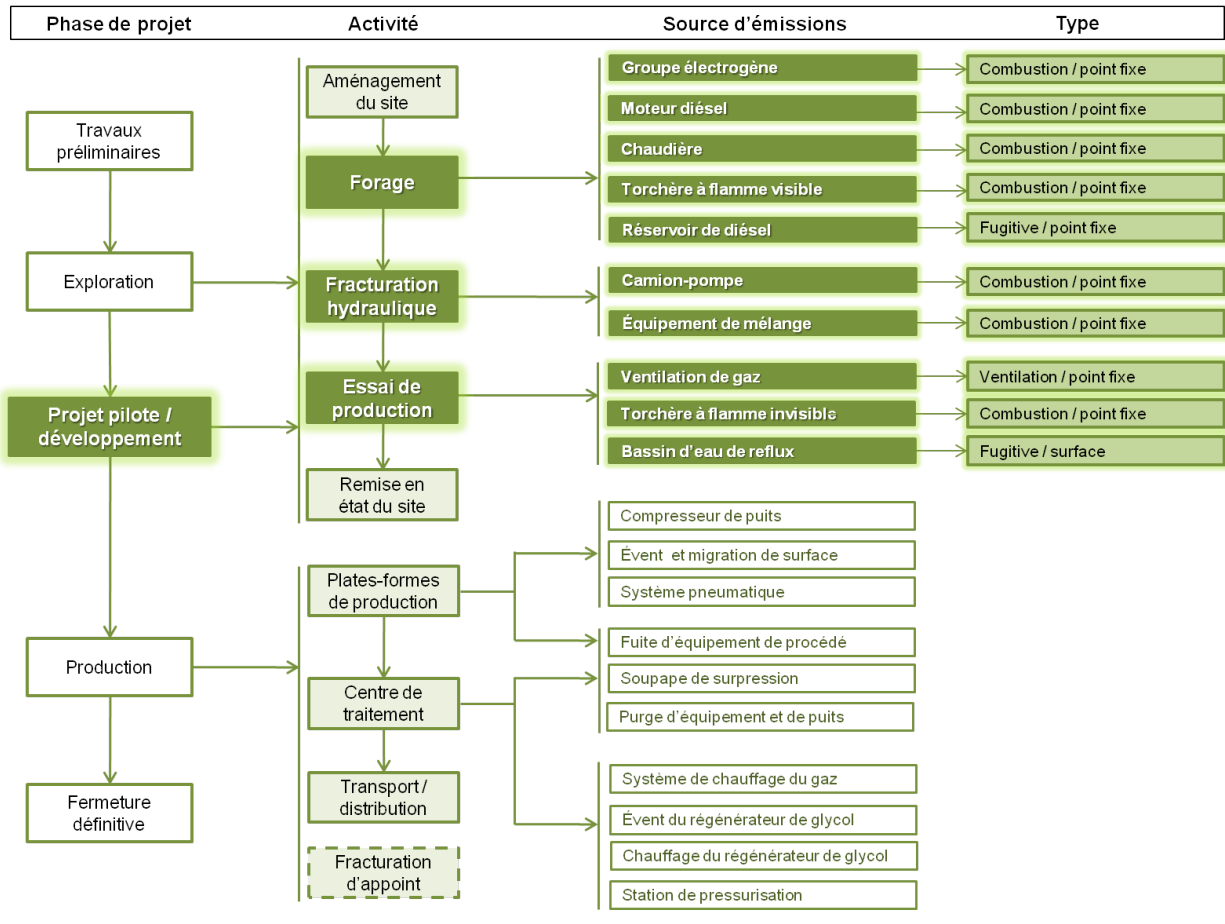 Phase de projet
Activité
Source d'émissions
Type
Travaux
préliminaires
Exploration
Projet pilote /
développement
Production
Fermeture
définitive
Aménagement
du site
Forage
Fracturation
hydraulique
Essai de
production
Remise en
état du site
Plates-formes
de production
Centre de
traitement
Transport /
distribution
Fracturation
d'appoint
Groupe électrogène
Combustion / point fixe
Moteur diésel
Combustion / point fixe
Chaudière
Combustion / point fixe
Torchère à flamme visible
Combustion / point fixe
Réservoir de diésel
Fugitive / point fixe
Camion-pompe
Combustion / point fixe
Équipement de mélange
Combustion / point fixe
Ventilation de gaz
Ventilation / point fixe
Torchère à flamme invisible
Combustion / point fixe
Bassin d'eau de reflux
Fugitive / surface
Compresseur de puits
Évent et migration de surface
Système pneumatique
Fuite d'équipement de procédé
Soupape de surpression
Purge d'équipement et de puits
Système de chauffage du gaz
Évent du régénérateur de glycol
Chauffage du régénérateur de glycol
Station de pressurisation